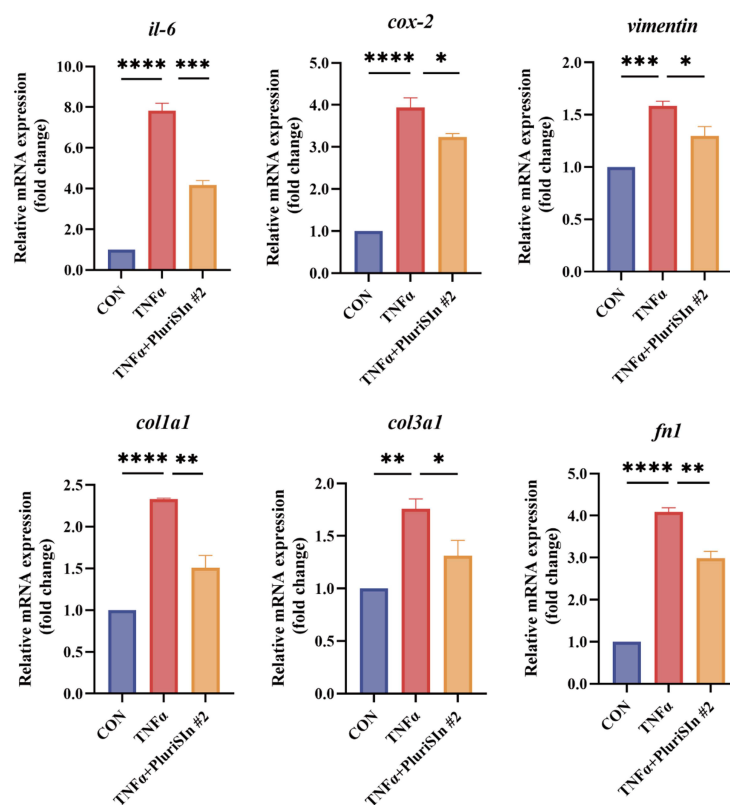 il-6
**** ***
Relative mRNA expression
(fold change)
10.0
8.0
6.0
4.0
2.0
0.0
CON
TNFα
TNFα+PluriSIn #2
cox-2
**** *
Relative mRNA expression
(fold change)
5.0
4.0
3.0
2.0
1.0
0.0
CON
TNFα
TNFα+PluriSIn #2
vimentin
*** *
Relative mRNA expression
(fold change)
2.0
1.5
1.0
0.5
0.0
CON
TNFα
TNFα+PluriSIn #2
col1a1
**** **
Relative mRNA expression
(fold change)
2.5
2.0
1.5
1.0
0.5
0.0
CON
TNFα
TNFα+PluriSIn #2
col3a1
** *
Relative mRNA expression
(fold change)
2.0
1.5
1.0
0.5
0.0
CON
TNFα
TNFα+PluriSIn #2
fn1
**** **
Relative mRNA expression
(fold change)
5.0
4.0
3.0
2.0
1.0
0.0
CON
TNFα
TNFα+PluriSIn #2